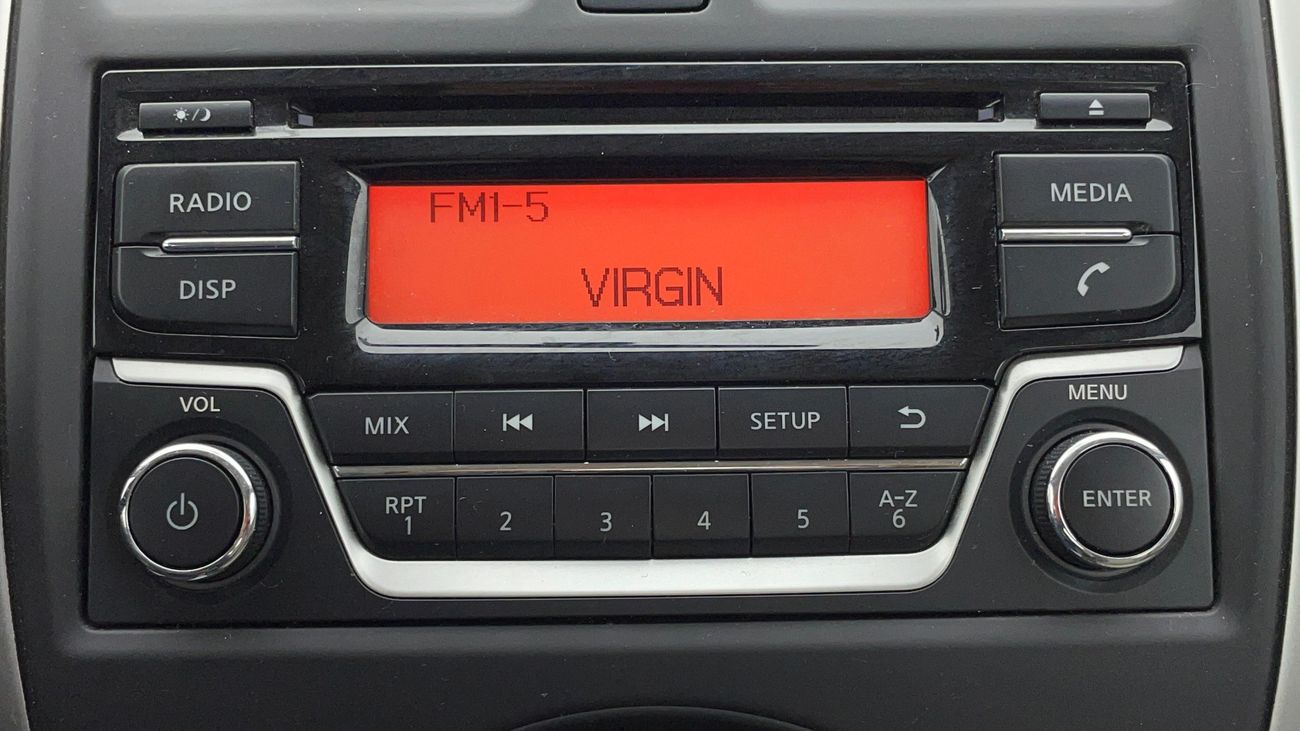 RADIO
DISP
FM1-5
VIRGIN
MEDIA
VOL
MENU
MIX
SETUP
RPT
1
2
3
4
5
A-Z
6
ENTER